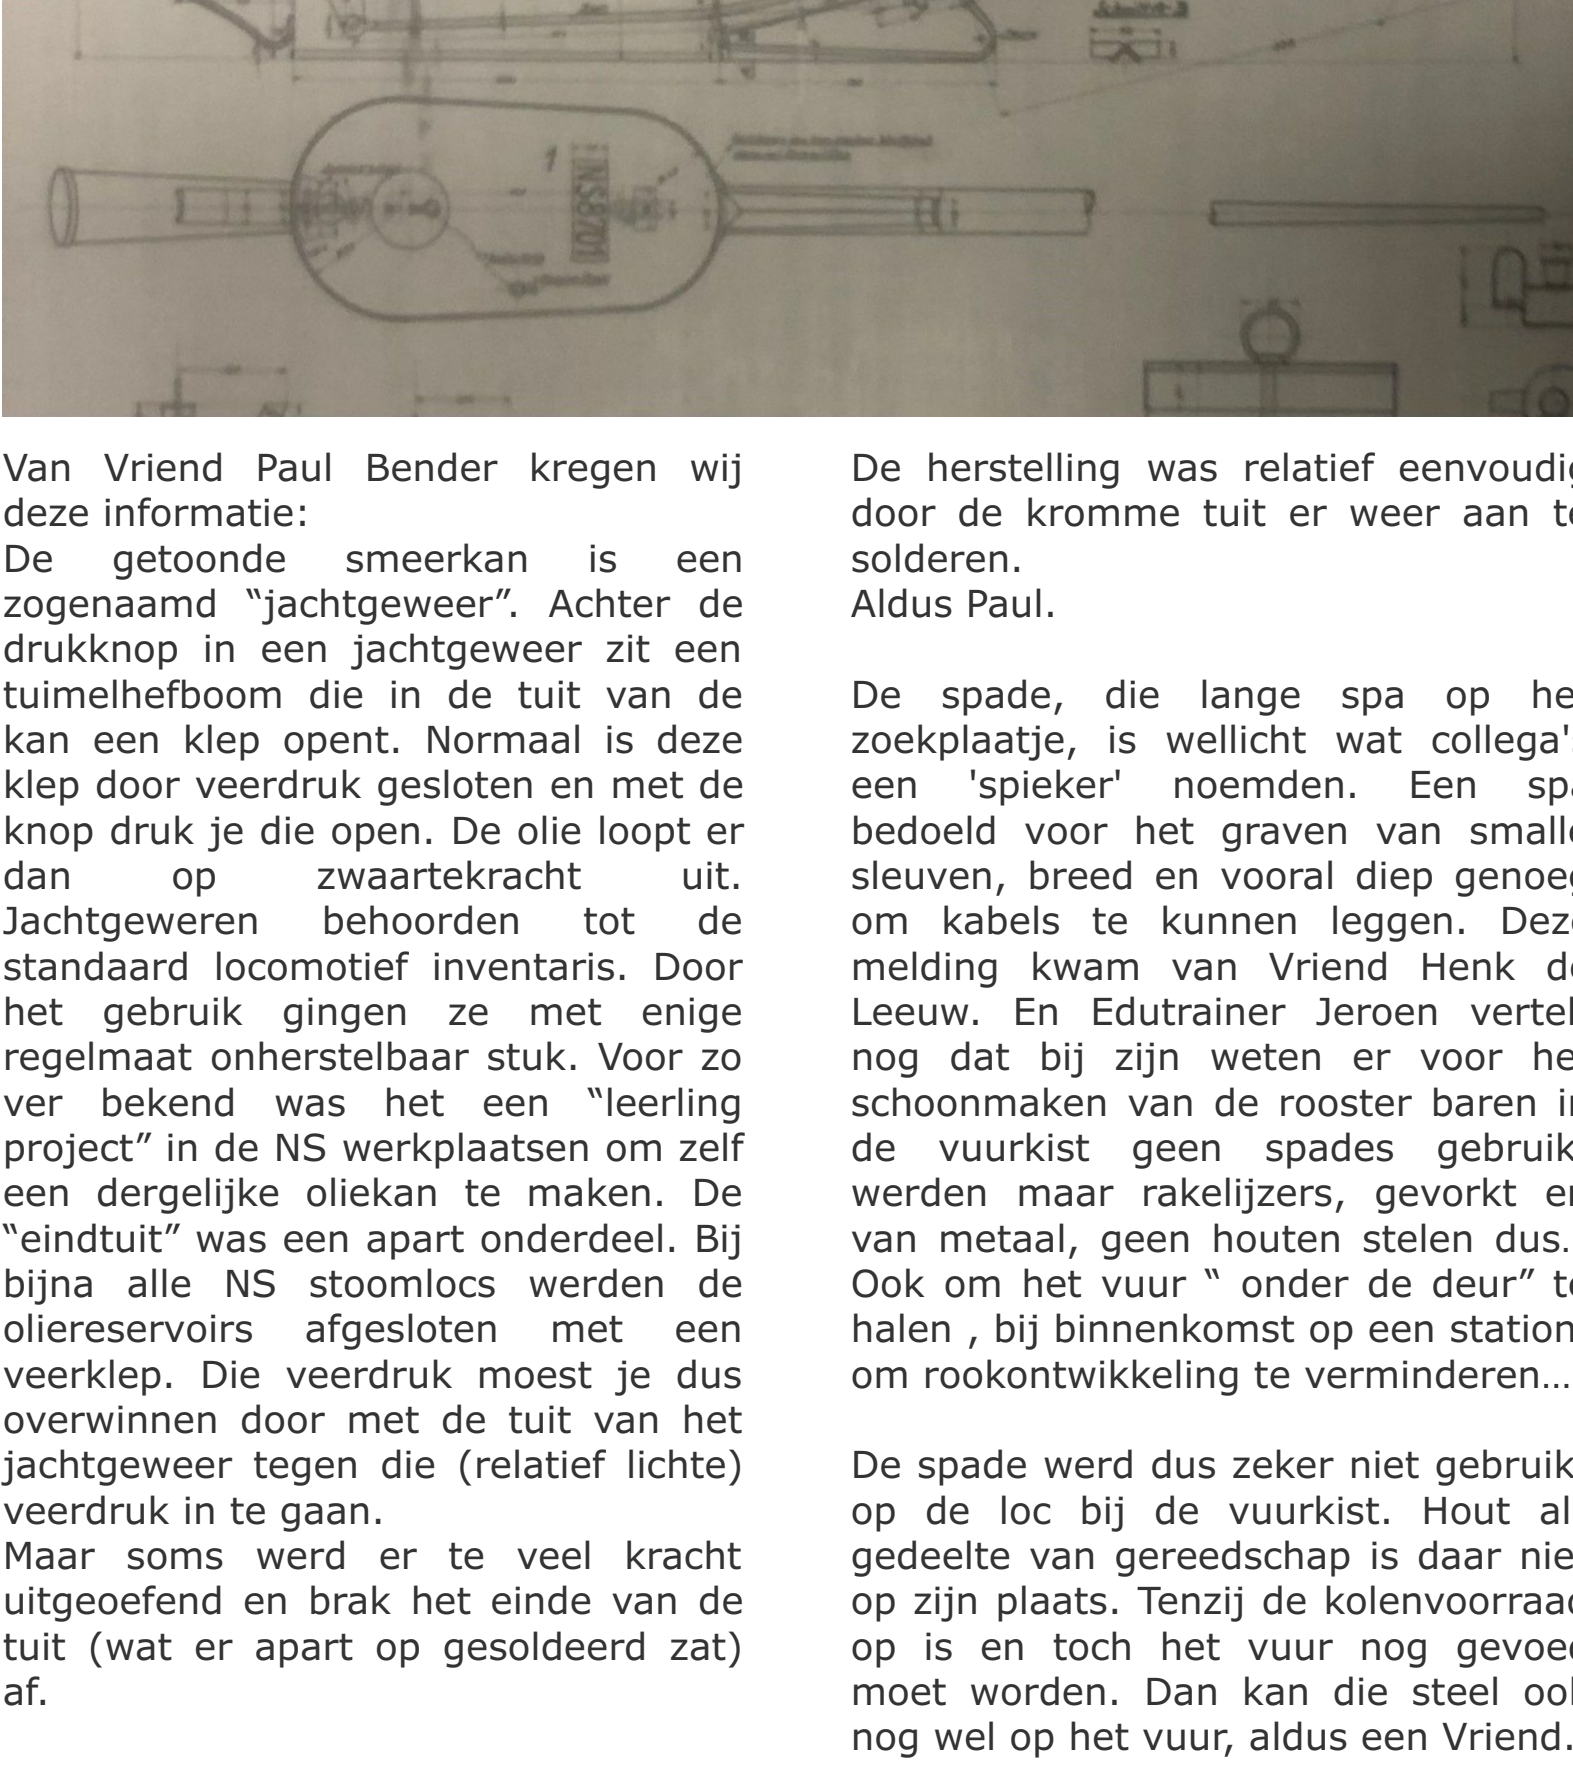 1
NS8701
Van Vriend Paul Bender kregen wij
deze informatie:
De getoonde smeerkan is een
zogenaamd “jachtgeweer”. Achter de
drukknop in een jachtgeweer zit een
tuimelhefboom die in de tuit van de
kan een klep opent. Normaal is deze
klep door veerdruk gesloten en met de
knop druk je die open. De olie loopt er
dan op zwaartekracht uit.
Jachtgeweren behoorden tot de
standaard locomotief inventaris. Door
het gebruik gingen ze met enige
regelmaat onherstelbaar stuk. Voor zo
ver bekend was het een “leerling
project” in de NS werkplaatsen om zelf
een dergelijke oliekan te maken. De
“eindtuit” was een apart onderdeel. Bij
bijna alle NS stoomlocs werden de
oliereservoirs afgesloten met een
veerklep. Die veerdruk moest je dus
overwinnen door met de tuit van het
jachtgeweer tegen die (relatief lichte)
veerdruk in te gaan.
Maar soms werd er te veel kracht
uitgeoefend en brak het einde van de
tuit (wat er apart op gesoldeerd zat)
af.
De herstelling was relatief eenvoudig
door de kromme tuit er weer aan te
solderen.
Aldus Paul.
De spade, die lange spa op he
zoekplaatje, is wellicht wat collega's
een 'spieker' noemden. Een spa
bedoeld voor het graven van smalle
sleuven, breed en vooral diep genoeg
om kabels te kunnen leggen. Deze
melding kwam van Vriend Henk de
Leeuw. En Edutrainer Jeroen vertel
nog dat bij zijn weten er voor he
schoonmaken van de rooster baren in
de vuurkist geen spades gebruik
werden maar rakelijzers, gevorkt en
van metaal, geen houten stelen dus.
Ook om het vuur “ onder de deur” te
halen , bij binnenkomst op een station
om rookontwikkeling te verminderen...
De spade werd dus zeker niet gebruik
op de loc bij de vuurkist. Hout al
gedeelte van gereedschap is daar nie
op zijn plaats. Tenzij de kolenvoorraad
op is en toch het vuur nog gevoed
moet worden. Dan kan die steel ook
nog wel op het vuur, aldus een Vriend.